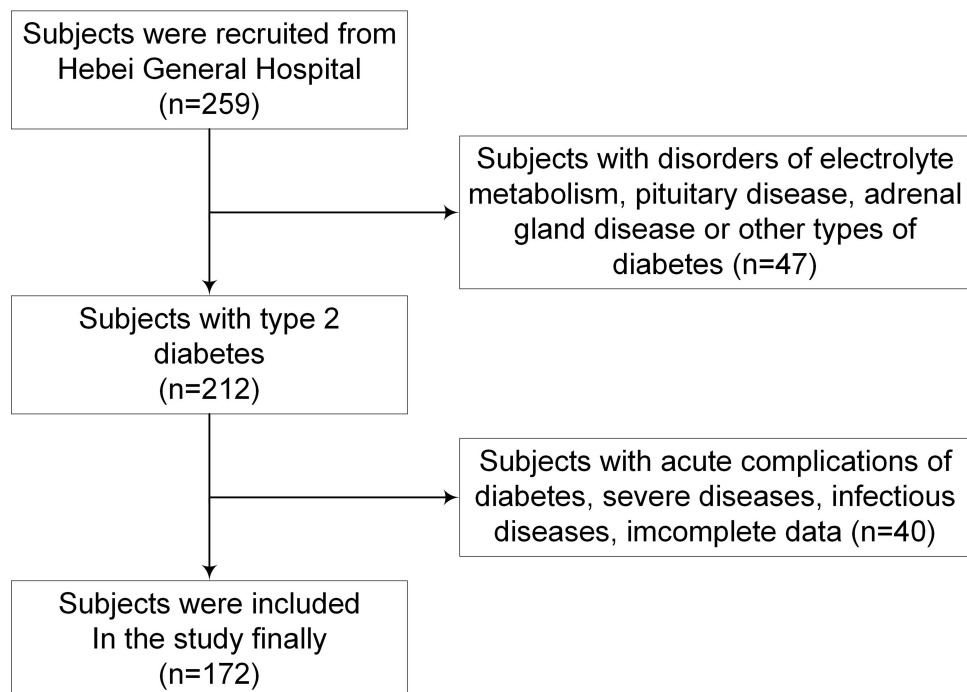 Subjects were recruited from
Hebei General Hospital
(n=259)
Subjects with disorders of electrolyte
metabolism, pituitary disease, adrenal
gland disease or other types of
diabetes (n=47)
Subjects with type 2
diabetes
(n=212)
Subjects with acute complications of
diabetes, severe diseases, infectious
diseases, imcomplete data (n=40)
Subjects were included
In the study finally
(n=172)